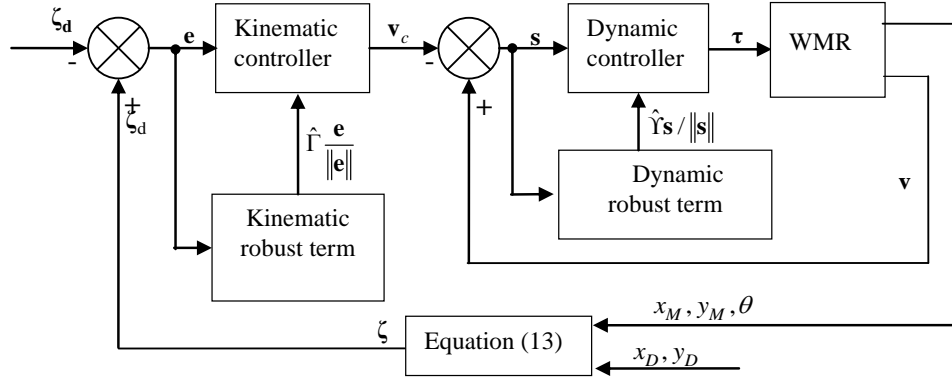 ζd
-
+
ζ̇d
e
Kinematic
controller
Γ̂ e/‖e‖
Kinematic
robust term
vc
-
+
s
Dynamic
controller
ϒ̂s/‖s‖
Dynamic
robust term
τ
WMR
v
ζ
Equation (13)
xM, yM, θ
xD, yD